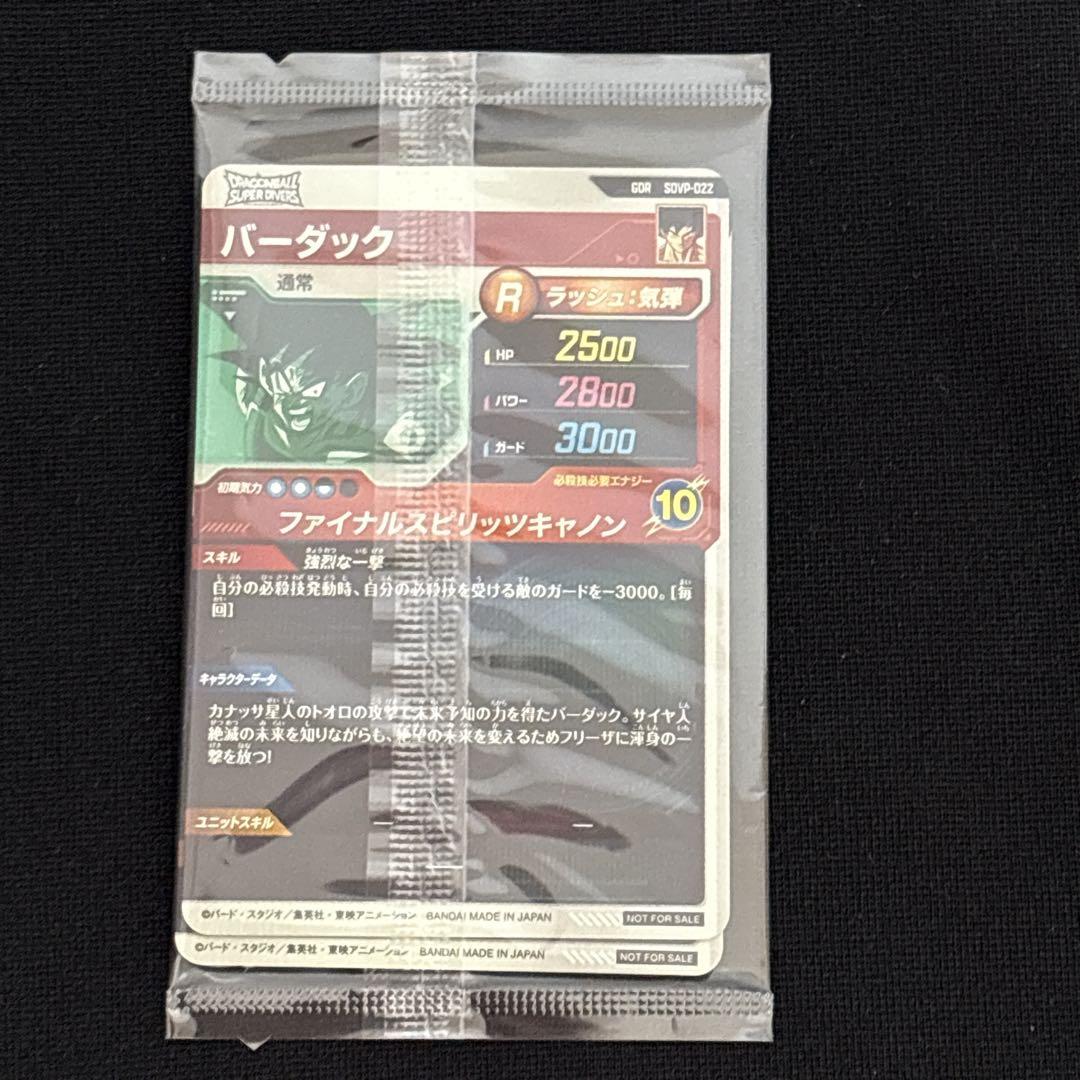 DRAGONBALL
SUPER DIVERS
GDR SDVP-022
バーダック
通常
R ラッシュ:気弾
HP 2500
パワー 2800
ガード 3000
初期気力
必殺技必要エナジー
10
ファイナルスピリッツキャノン
スキル 強烈な一撃
自分の必殺技発動時、自分の必殺技を受ける敵のガードを-3000。[毎
回]
キャラクターデータ
カナッサ星人のトオロの攻撃で未来予知の力を得たバーダック。サイヤ人
絶滅の未来を知りながらも、絶望の未来を変えるためフリーザに渾身の一
撃を放つ!
ユニットスキル — —
©バード・スタジオ/集英社・東映アニメーション BANDAI MADE IN JAPAN NOT FOR SALE
©バード・スタジオ/集英社・東映アニメーション BANDAI MADE IN JAPAN NOT FOR SALE